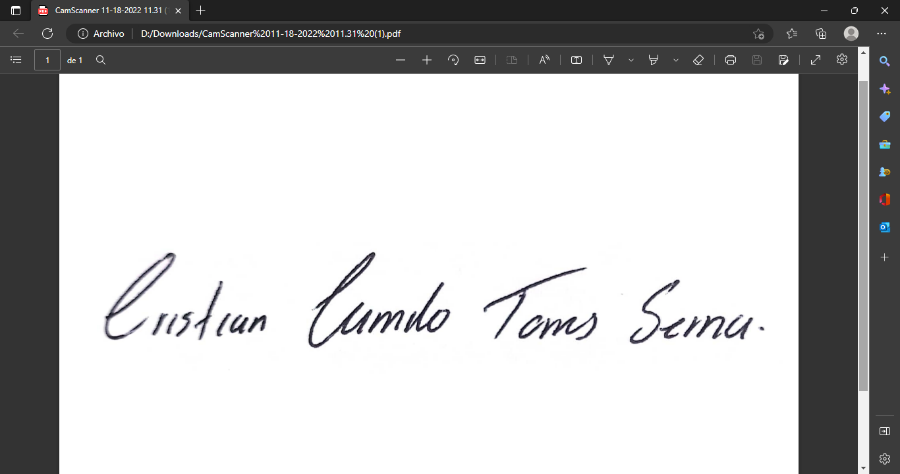 CamScanner 11-18-2022 11.31 (
Archivo D:/Downloads/CamScanner%2011-18-2022%2011.31%20(1).pdf
1 de 1
Cristian Camilo Torres Serna.